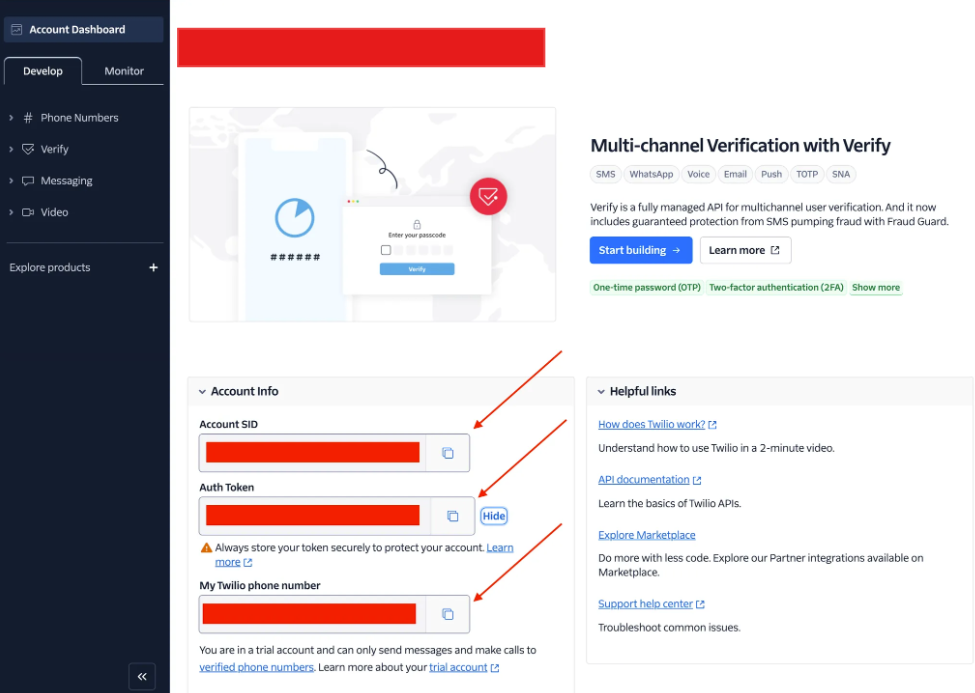 Account Dashboard
Develop
Monitor
# Phone Numbers
Verify
Messaging
Video
Explore products +
######
Enter your passcode
Verify
Multi-channel Verification with Verify
SMS WhatsApp Voice Email Push TOTP SNA
Verify is a fully managed API for multichannel user verification. And it now
includes guaranteed protection from SMS pumping fraud with Fraud Guard.
Start building → Learn more
One-time password (OTP) Two-factor authentication (2FA) Show more
Account Info
Account SID
Auth Token
Hide
Always store your token securely to protect your account. Learn
more
My Twilio phone number
You are in a trial account and can only send messages and make calls to
verified phone numbers. Learn more about your trial account
Helpful links
How does Twilio work?
Understand how to use Twilio in a 2-minute video.
API documentation
Learn the basics of Twilio APIs.
Explore Marketplace
Do more with less code. Explore our Partner integrations available on
Marketplace.
Support help center
Troubleshoot common issues.